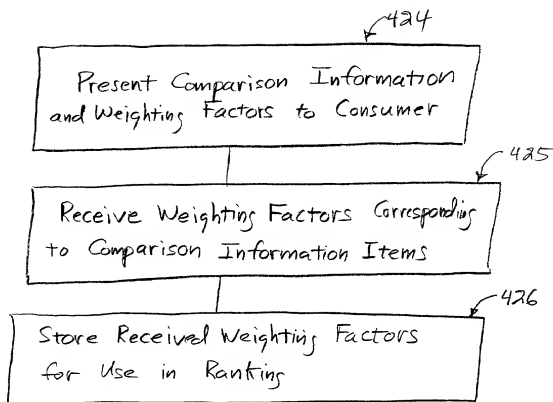 424
Present Comparison Information
and Weighting Factors to Consumer
425
Receive Weighting Factors Corresponding
to Comparison Information Items
426
Store Received Weighting Factors
for Use in Ranking